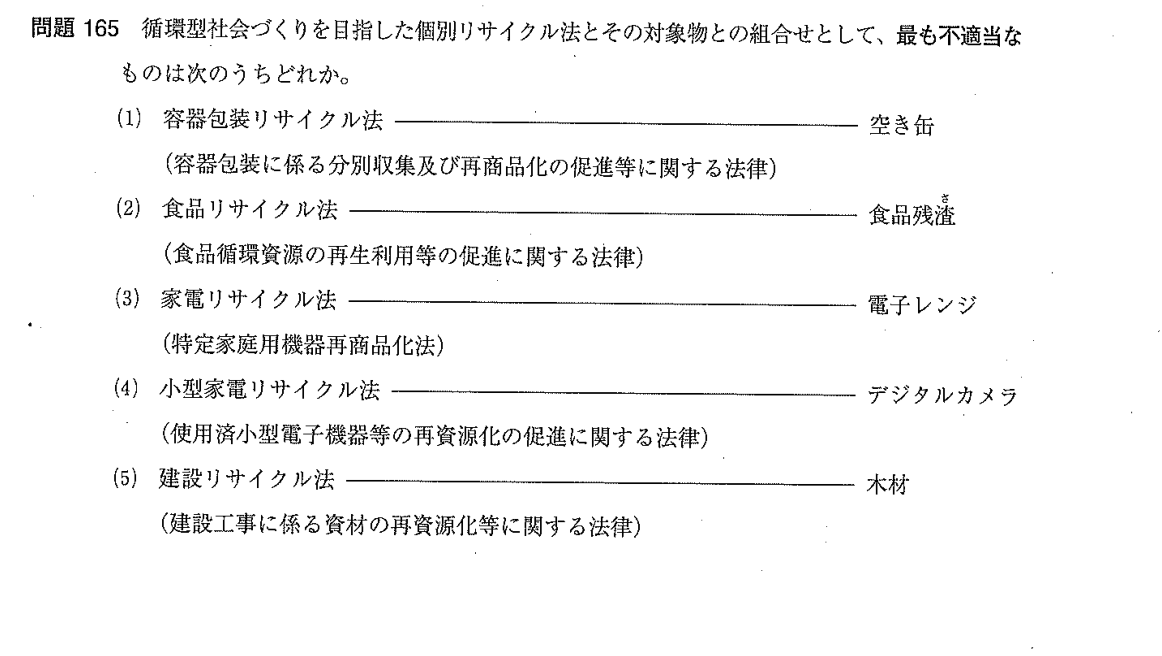 問題 165　循環型社会づくりを目指した個別リサイクル法とその対象物との組合せとして、最も不適当な
ものは次のうちどれか。
(1)　容器包装リサイクル法 ――― 空き缶
(容器包装に係る分別収集及び再商品化の促進等に関する法律)
(2)　食品リサイクル法 ――― 食品残渣
さ
(食品循環資源の再生利用等の促進に関する法律)
(3)　家電リサイクル法 ――― 電子レンジ
(特定家庭用機器再商品化法)
(4)　小型家電リサイクル法 ――― デジタルカメラ
(使用済小型電子機器等の再資源化の促進に関する法律)
(5)　建設リサイクル法 ――― 木材
(建設工事に係る資材の再資源化等に関する法律)